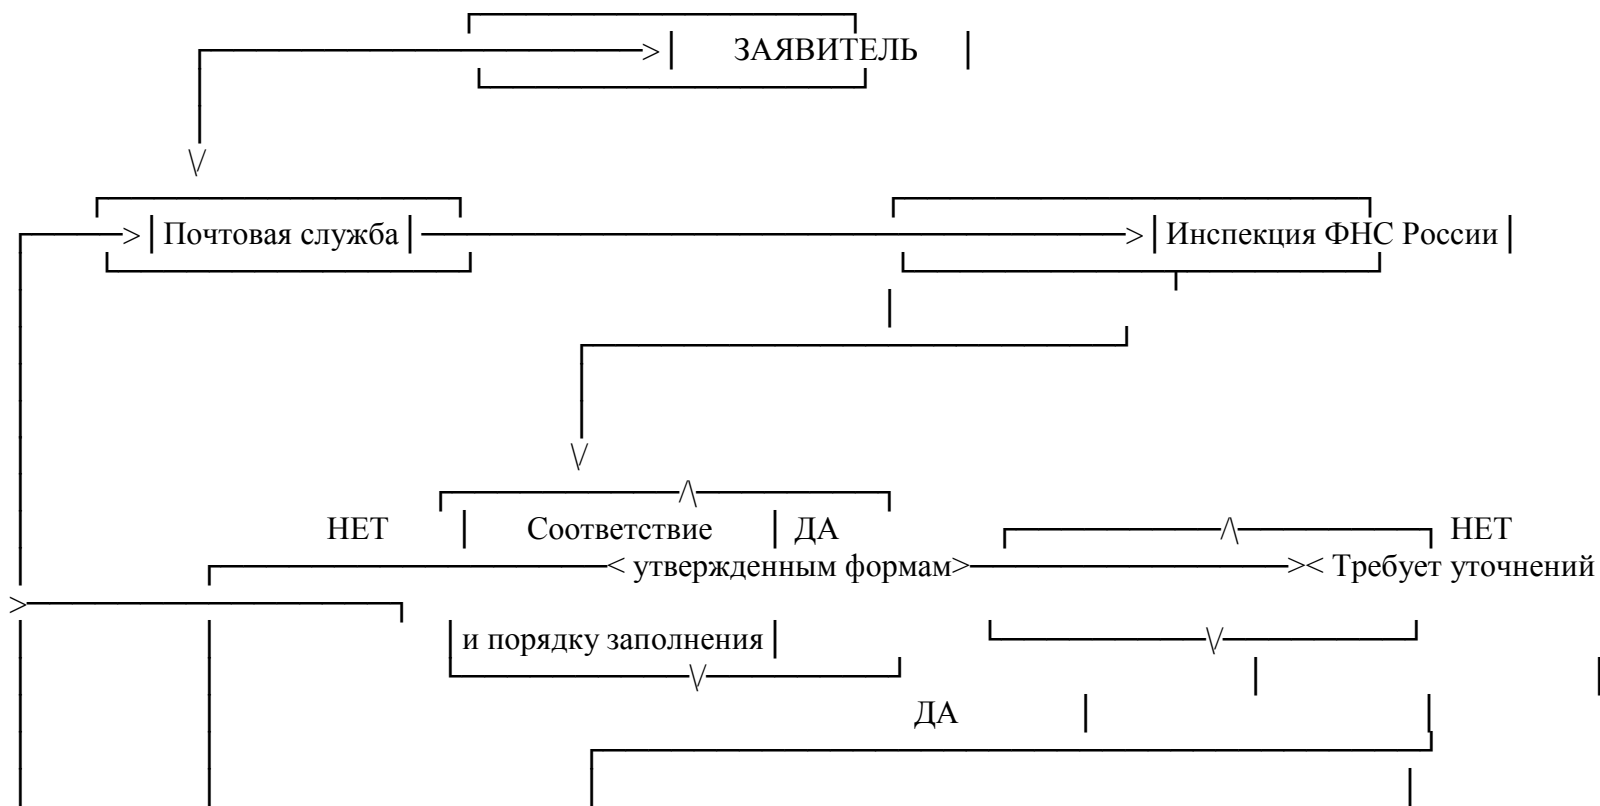 ЗАЯВИТЕЛЬ
Почтовая служба
Инспекция ФНС России
НЕТ Соответствие ДА НЕТ
утвержденным формам Требует уточнений
и порядку заполнения
ДА